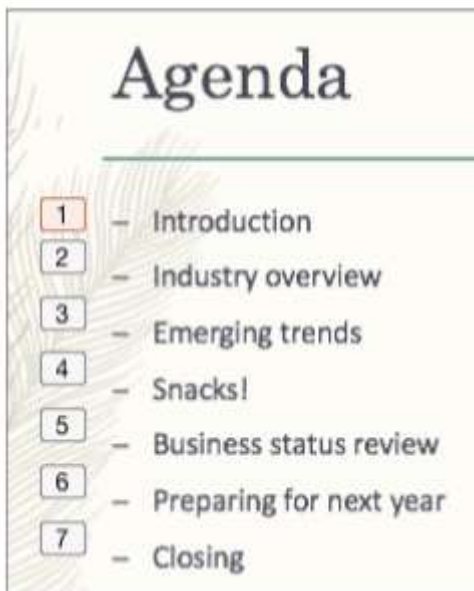 Agenda
1 – Introduction
2 – Industry overview
3 – Emerging trends
4 – Snacks!
5 – Business status review
6 – Preparing for next year
7 – Closing